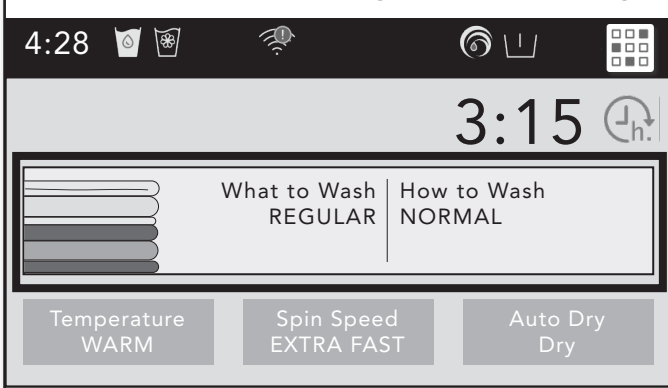 4:28
3:15 h.
What to Wash
REGULAR
How to Wash
NORMAL
Temperature
WARM
Spin Speed
EXTRA FAST
Auto Dry
Dry